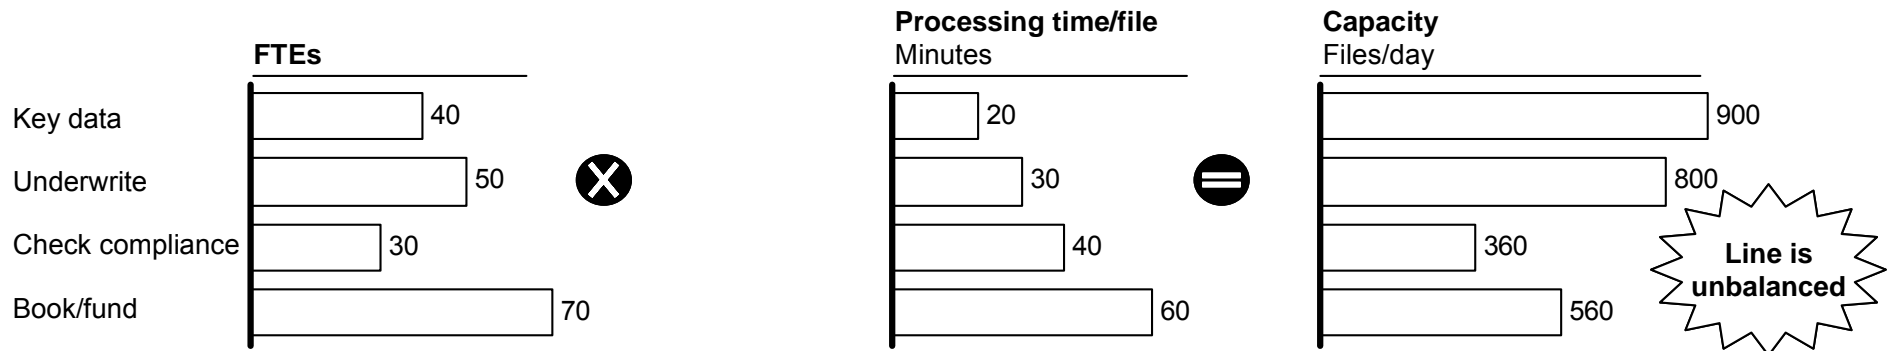 FTEs
Processing time/file
Minutes
Capacity
Files/day
Key data 40 20 900
Underwrite 50 X 30 = 800
Check compliance 30 40 360
Book/fund 70 60 560
Line is
unbalanced